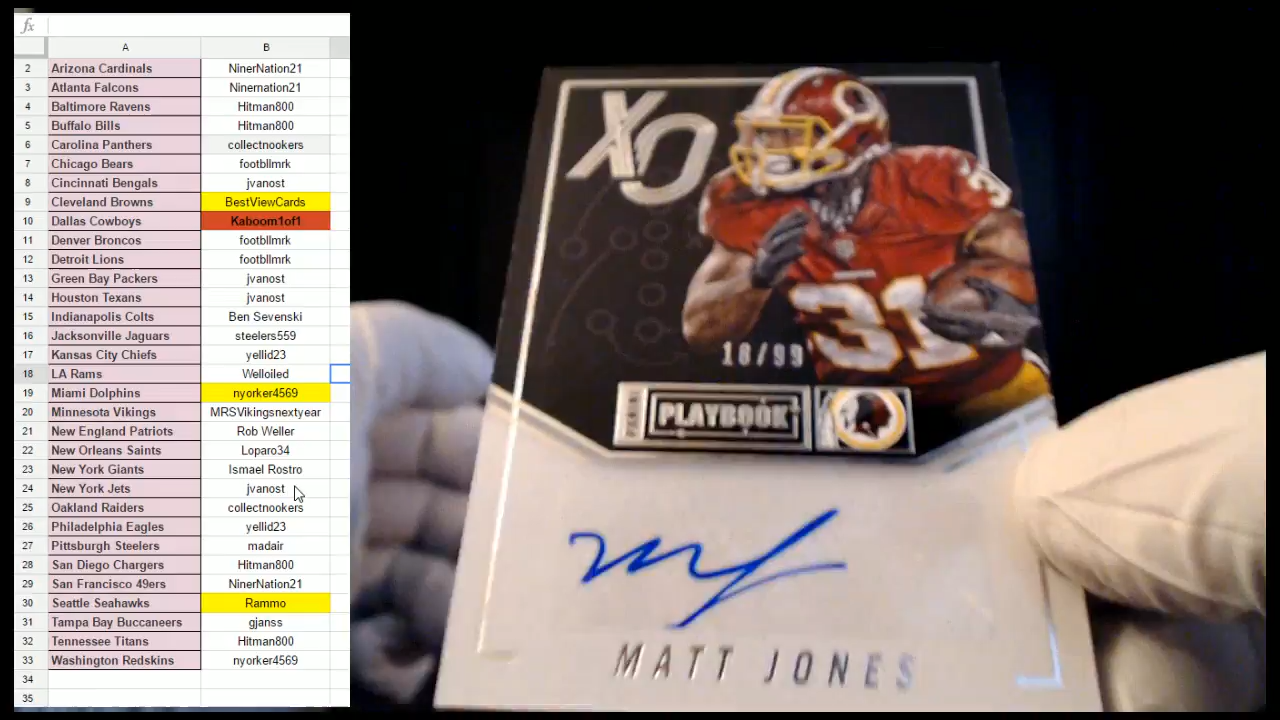 fx
A B
2 Arizona Cardinals NinerNation21
3 Atlanta Falcons Ninernation21
4 Baltimore Ravens Hitman800
5 Buffalo Bills Hitman800
6 Carolina Panthers collectnookers
7 Chicago Bears footbllmrk
8 Cincinnati Bengals jvanost
9 Cleveland Browns BestViewCards
10 Dallas Cowboys Kaboom1of1
11 Denver Broncos footbllmrk
12 Detroit Lions footbllmrk
13 Green Bay Packers jvanost
14 Houston Texans jvanost
15 Indianapolis Colts Ben Sevenski
16 Jacksonville Jaguars steelers559
17 Kansas City Chiefs yellid23
18 LA Rams Welloiled
19 Miami Dolphins nyorker4569
20 Minnesota Vikings MRSVikingsnextyear
21 New England Patriots Rob Weller
22 New Orleans Saints Loparo34
23 New York Giants Ismael Rostro
24 New York Jets jvanost
25 Oakland Raiders collectnookers
26 Philadelphia Eagles yellid23
27 Pittsburgh Steelers madair
28 San Diego Chargers Hitman800
29 San Francisco 49ers NinerNation21
30 Seattle Seahawks Rammo
31 Tampa Bay Buccaneers gjanss
32 Tennessee Titans Hitman800
33 Washington Redskins nyorker4569
34
35
XO
31
31
18/99
PANINI PLAYBOOK
MATT JONES